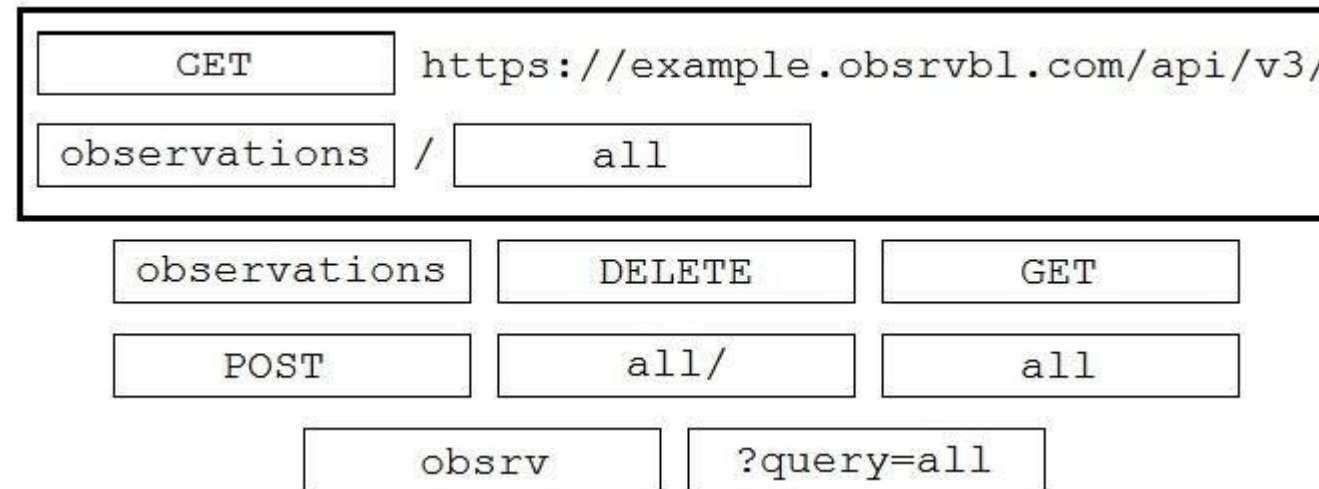 GET https://example.obsrvbl.com/api/v3/
observations / all
observations DELETE GET
POST all/ all
obsrv ?query=all